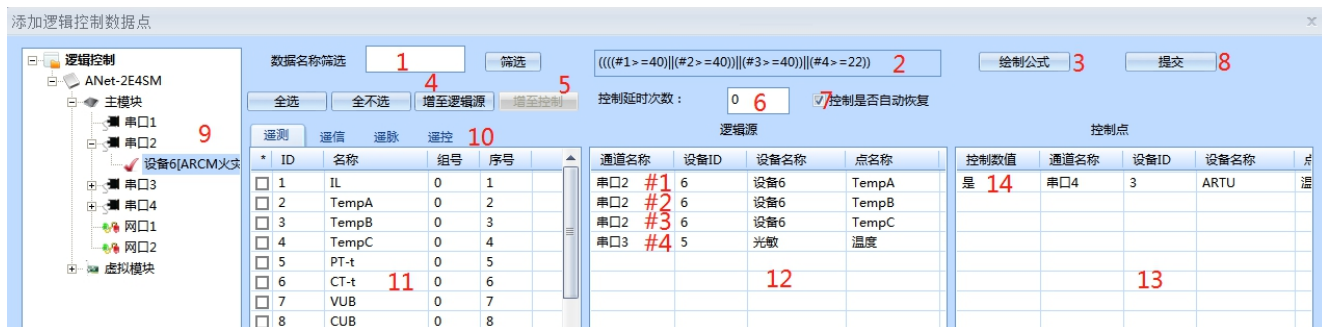 添加逻辑控制数据点
逻辑控制
ANet-2E4SM
主模块
串口1
串口2
设备6[ARCM火灾
串口3
串口4
网口1
网口2
虚拟模块
9
数据名称筛选 1 筛选
4 5
全选 全不选 增至逻辑源 增至控制
((((#1>=40)||(#2>=40))||(#3>=40))||(#4>=22)) 2
绘制公式 3 提交 8
控制延时次数： 0 6 7 控制是否自动恢复
遥测 遥信 遥脉 遥控 10
* ID 名称 组号 序号
1 IL 0 1
2 TempA 0 2
3 TempB 0 3
4 TempC 0 4
5 PT-t 0 5
6 CT-t 11 0 6
7 VUB 0 7
8 CUB 0 8
逻辑源
通道名称 设备ID 设备名称 点名称
串口2 #1 6 设备6 TempA
串口2 #2 6 设备6 TempB
串口2 #3 6 设备6 TempC
串口3 #4 5 光敏 温度
12
控制点
控制数值 通道名称 设备ID 设备名称
是 14 串口4 3 ARTU 温
13